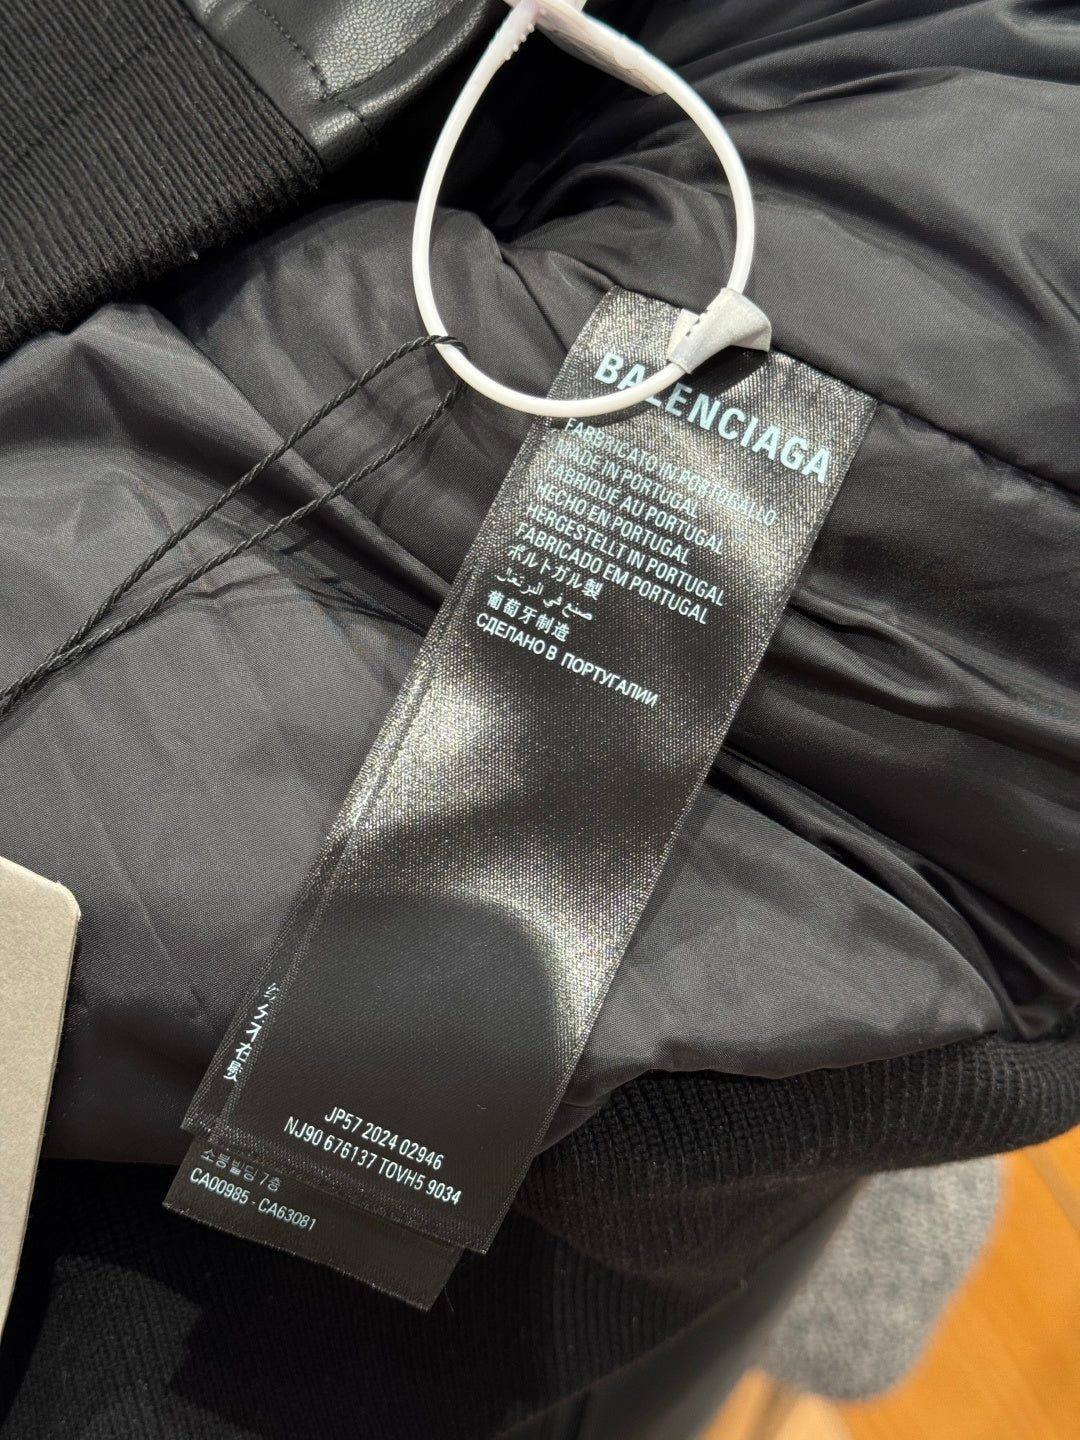 BALENCIAGA
FABBRICATO IN PORTOGALLO
MADE IN PORTUGAL
FABRIQUE AU PORTUGAL
HECHO EN PORTUGAL
HERGESTELLT IN PORTUGAL
FABRICADO EM PORTUGAL
ポルトガル製
صنع في البرتغال
葡萄牙制造
СДЕЛАНО В ПОРТУГАЛИИ
JP57 2024 02946
NJ90 676137 TOVH5 9034
7층
CA00985 - CA63081